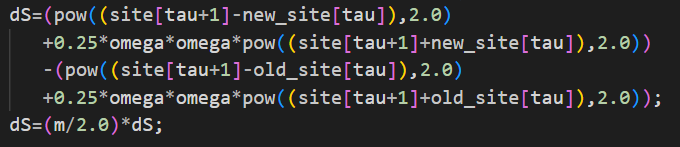 dS=(pow((site[tau+1]-new_site[tau]),2.0)
+0.25*omega*omega*pow((site[tau+1]+new_site[tau]),2.0))
-(pow((site[tau+1]-old_site[tau]),2.0)
+0.25*omega*omega*pow((site[tau+1]+old_site[tau]),2.0));
dS=(m/2.0)*dS;